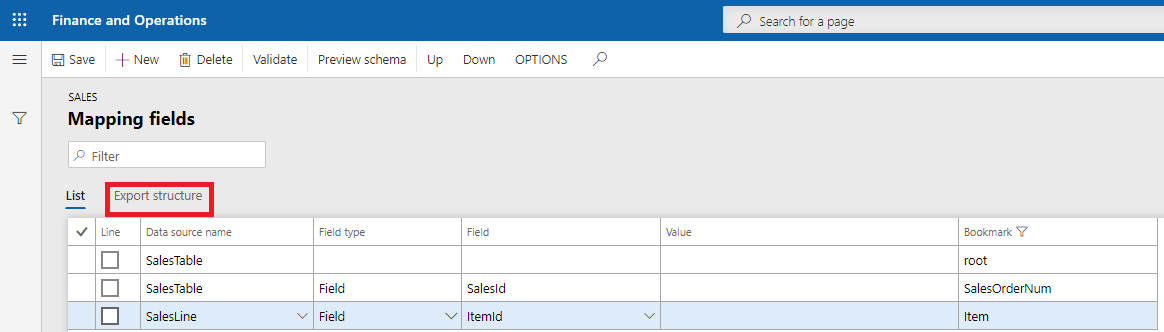 Finance and Operations
Search for a page
Save New Delete Validate Preview schema Up Down OPTIONS
SALES
Mapping fields
Filter
List Export structure
Line Data source name Field type Field Value Bookmark
SalesTable root
SalesTable Field SalesId SalesOrderNum
SalesLine Field ItemId Item